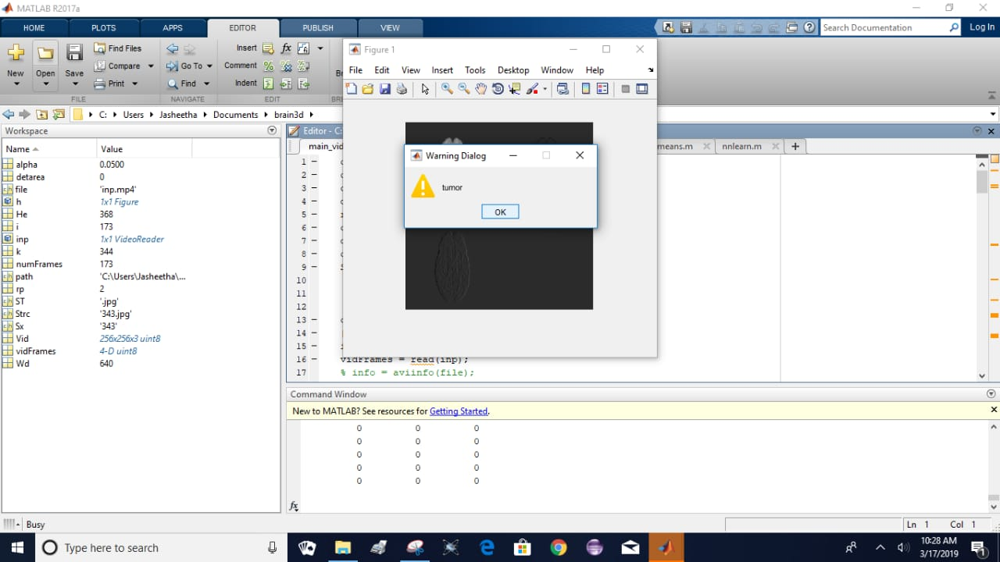 MATLAB R2017a
HOME PLOTS APPS EDITOR PUBLISH VIEW
Search Documentation Log In
New Open Save
Find Files
Compare
Print
FILE
Go To
Find
NAVIGATE
Insert
Comment
Indent
EDIT
Figure 1
File Edit View Insert Tools Desktop Window Help
C: Users Jasheetha Documents brain3d
Workspace
Name Value
alpha 0.0500
detarea 0
file 'inp.mp4'
h 1x1 Figure
He 368
i 173
inp 1x1 VideoReader
k 344
numFrames 173
path 'C:\Users\Jasheetha\...
rp 2
ST '.jpg'
Strc '343.jpg'
Sx '343'
Vid 256x256x3 uint8
vidFrames 4-D uint8
Wd 640
Editor - C:
main_vid
means.m nnlearn.m
Warning Dialog
tumor
OK
1
2
3
4
5
6
7
8
9
10
11
12
13
14
15
16 vidFrames = read(inp);
17 % info = aviinfo(file);
Command Window
New to MATLAB? See resources for Getting Started.
0 0 0
0 0 0
0 0 0
0 0 0
0 0 0
fx
Busy
Ln 1 Col 1
Type here to search
10:28 AM
3/17/2019
1